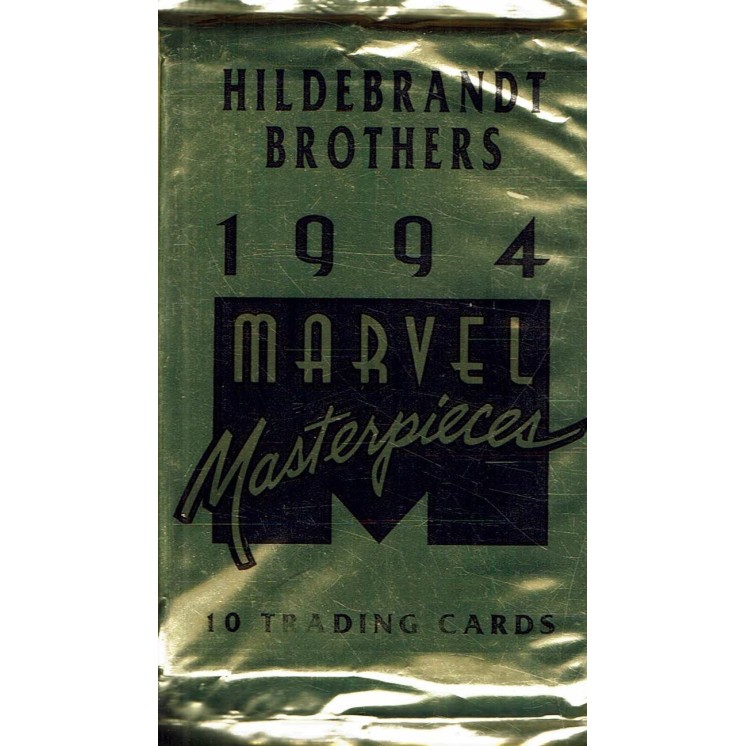 HILDEBRANDT
BROTHERS
1994
MARVEL
Masterpieces
10 TRADING CARDS